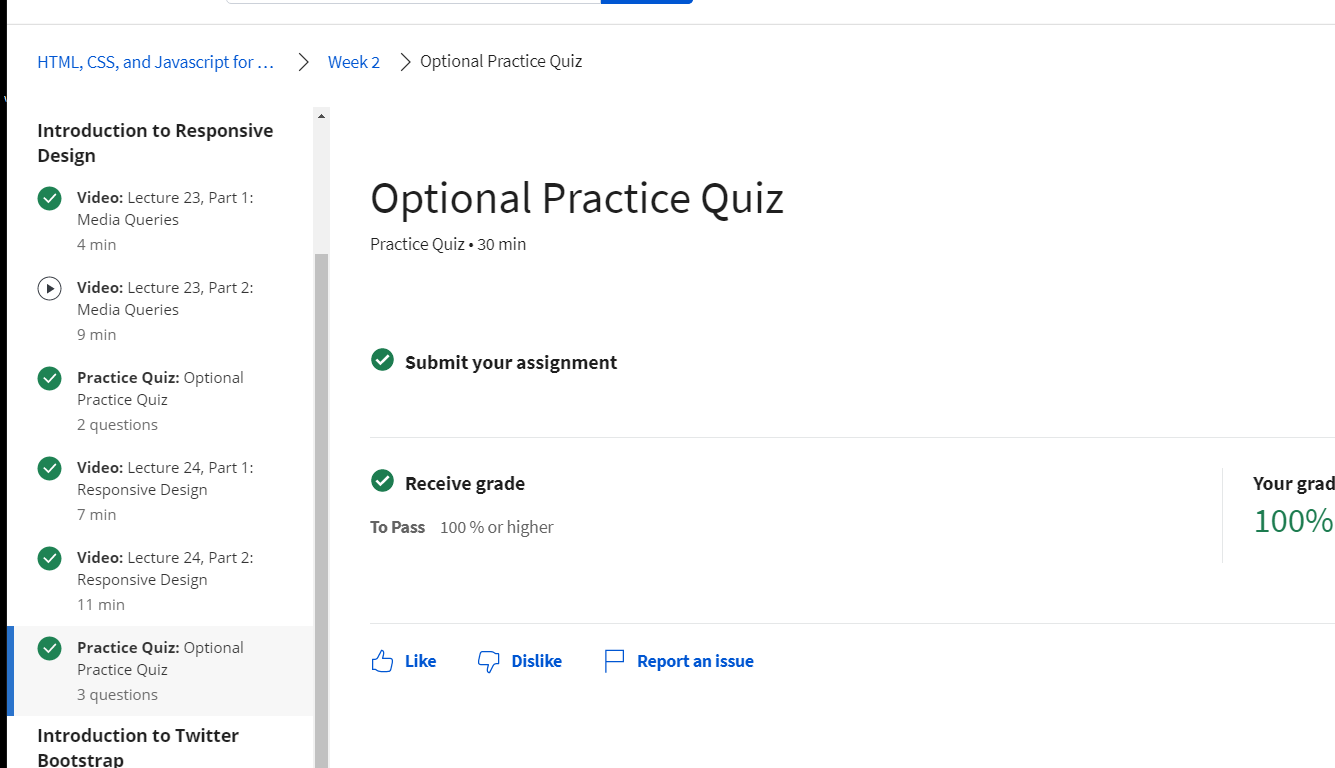 HTML, CSS, and Javascript for …
Week 2
Optional Practice Quiz
Introduction to Responsive
Design
Video: Lecture 23, Part 1:
Media Queries
4 min
Video: Lecture 23, Part 2:
Media Queries
9 min
Practice Quiz: Optional
Practice Quiz
2 questions
Video: Lecture 24, Part 1:
Responsive Design
7 min
Video: Lecture 24, Part 2:
Responsive Design
11 min
Practice Quiz: Optional
Practice Quiz
3 questions
Introduction to Twitter
Bootstrap
Optional Practice Quiz
Practice Quiz • 30 min
Submit your assignment
Receive grade
To Pass 100 % or higher
Your grad
100%
Like
Dislike
Report an issue